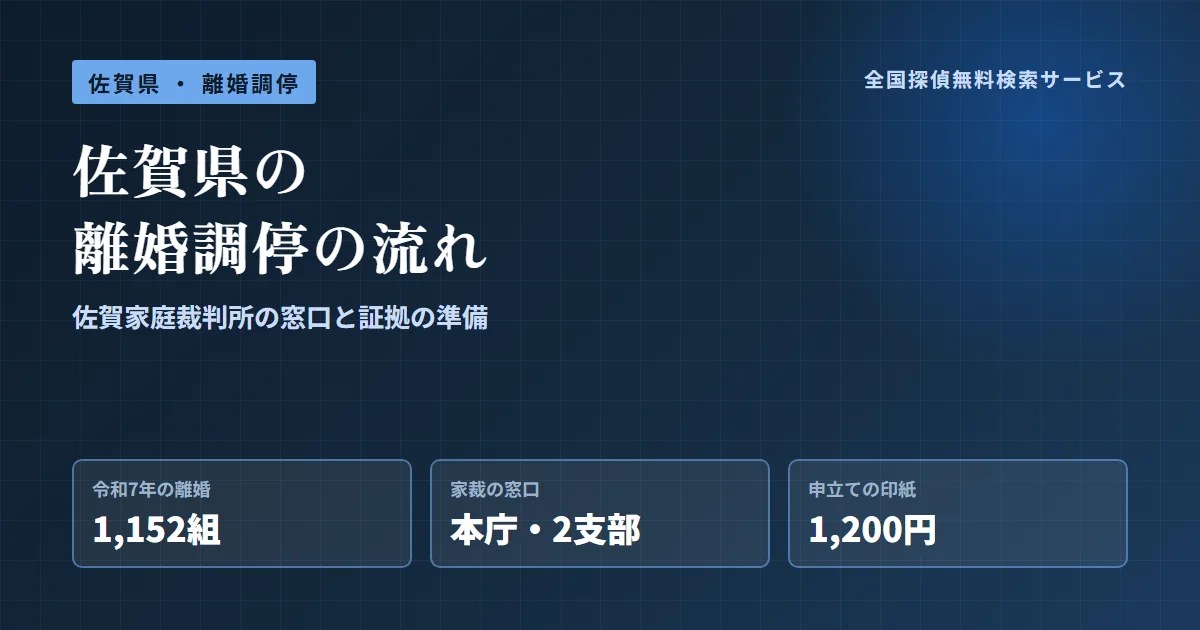 佐賀県 ・ 離婚調停
全国探偵無料検索サービス
佐賀県の
離婚調停の流れ
佐賀家庭裁判所の窓口と証拠の準備
令和7年の離婚
1,152組
家裁の窓口
本庁・2支部
申立ての印紙
1,200円